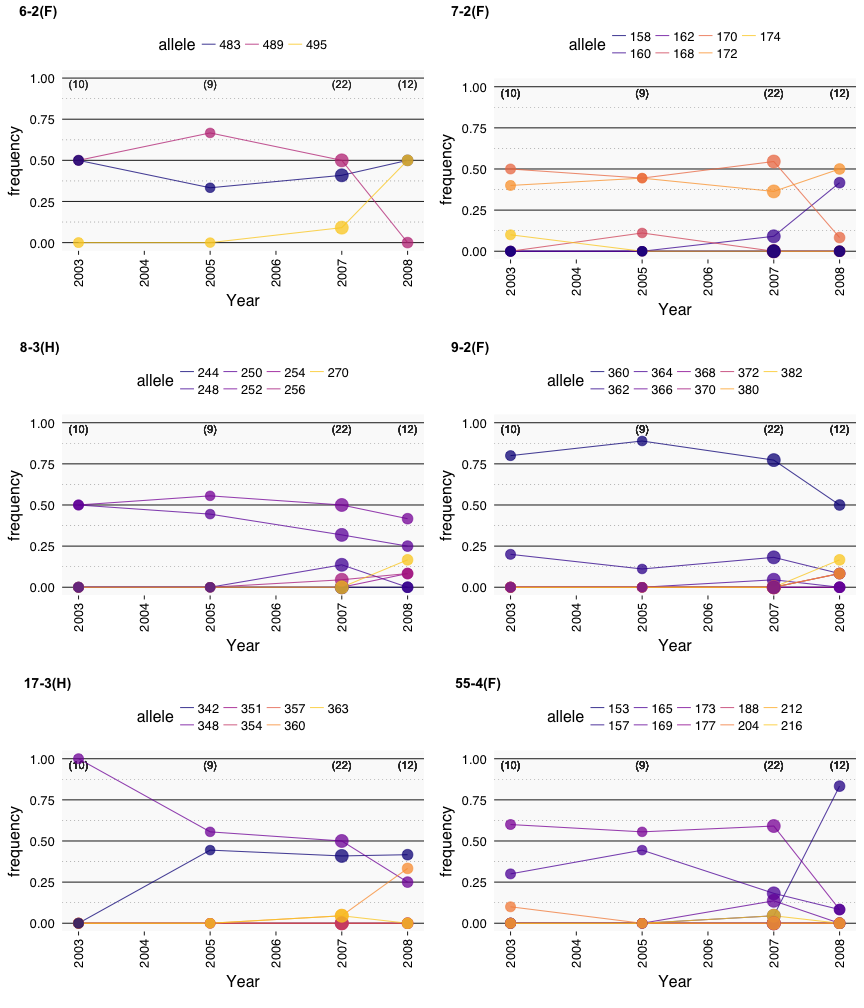 6-2(F)
allele 483 489 495
1.00
0.75
0.50
0.25
0.00
frequency
(10) (9) (22) (12)
2003 2004 2005 2006 2007 2008
Year
7-2(F)
allele
158 162 170 174
160 168 172
1.00
0.75
0.50
0.25
0.00
frequency
(10) (9) (22) (12)
2003 2004 2005 2006 2007 2008
Year
8-3(H)
allele
244 250 254 270
248 252 256
1.00
0.75
0.50
0.25
0.00
frequency
(10) (9) (22) (12)
2003 2004 2005 2006 2007 2008
Year
9-2(F)
allele
360 364 368 372 382
362 366 370 380
1.00
0.75
0.50
0.25
0.00
frequency
(10) (9) (22) (12)
2003 2004 2005 2006 2007 2008
Year
17-3(H)
allele
342 351 357 363
348 354 360
1.00
0.75
0.50
0.25
0.00
frequency
(10) (9) (22) (12)
2003 2004 2005 2006 2007 2008
Year
55-4(F)
allele
153 165 173 188 212
157 169 177 204 216
1.00
0.75
0.50
0.25
0.00
frequency
(10) (9) (22) (12)
2003 2004 2005 2006 2007 2008
Year